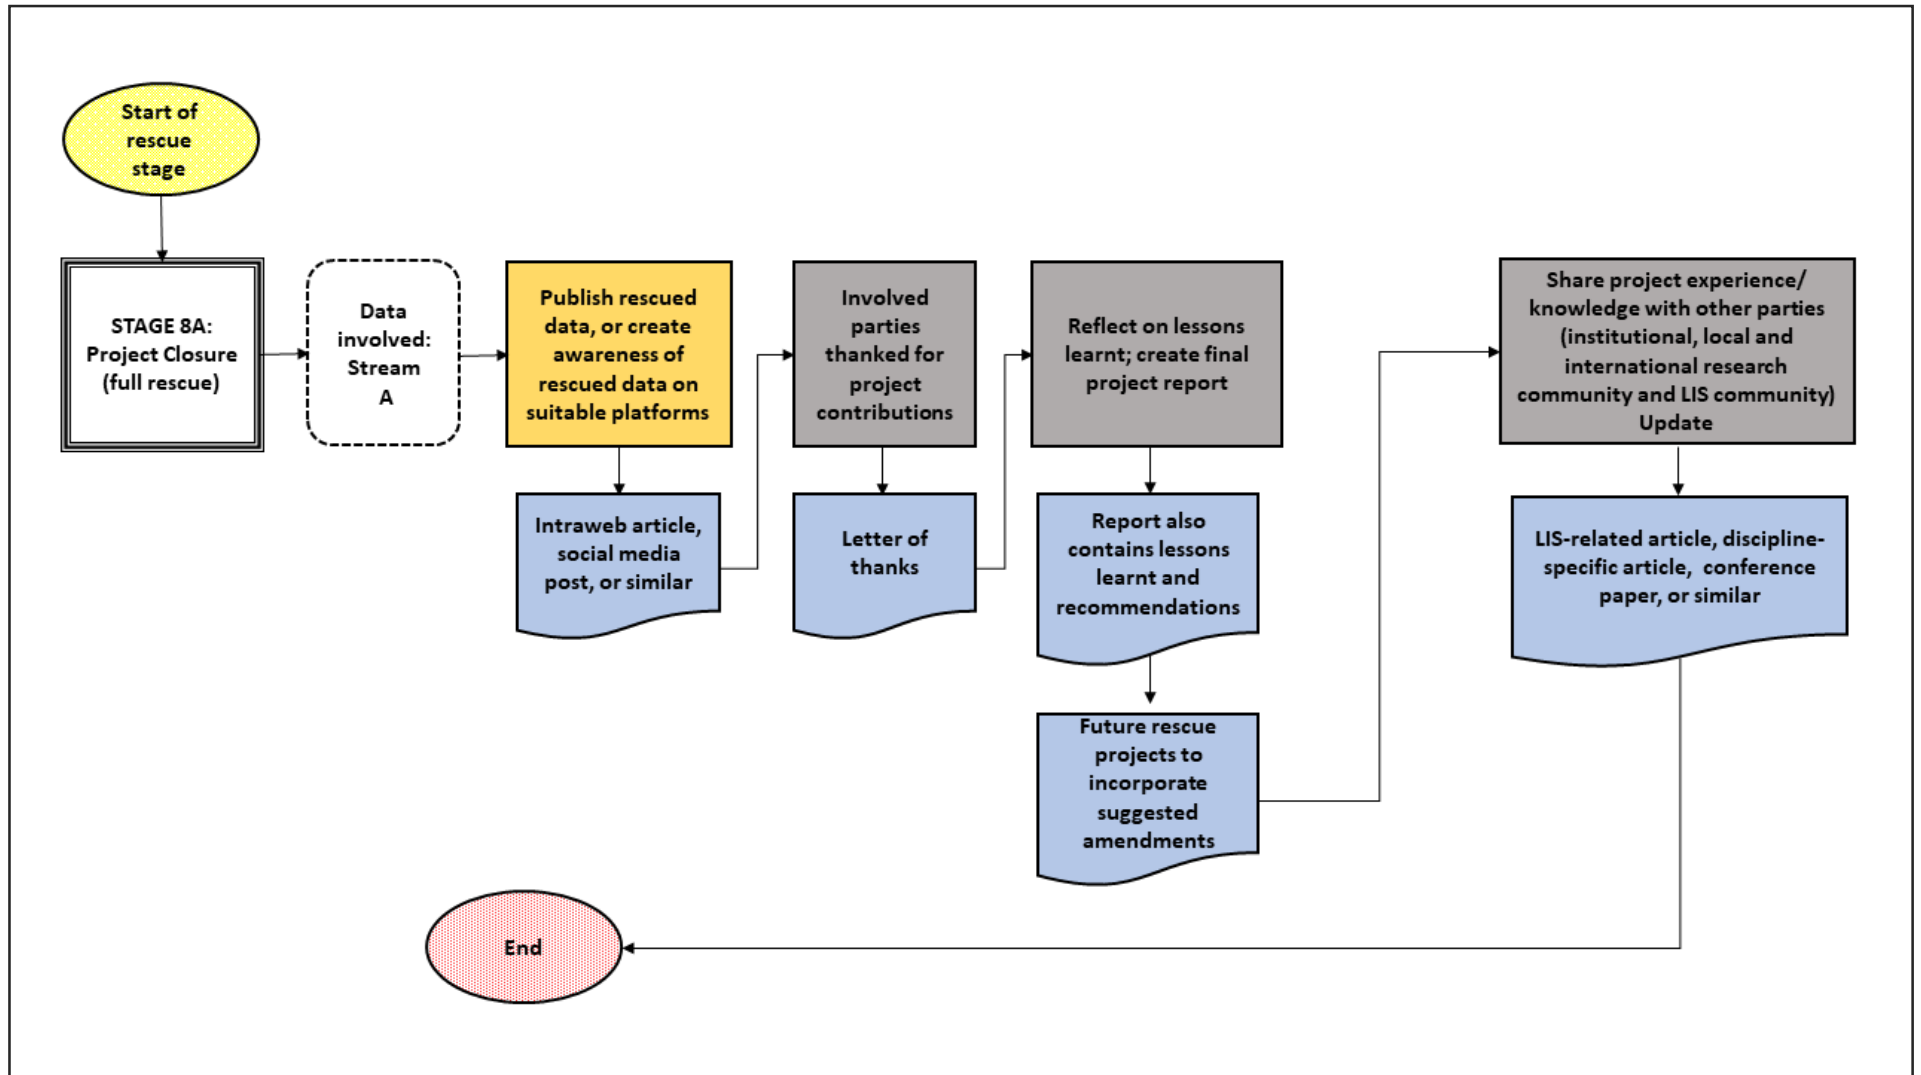 Start of
rescue
stage
STAGE 8A:
Project Closure
(full rescue)
Data
involved:
Stream
A
Publish rescued
data, or create
awareness of
rescued data on
suitable platforms
Intraweb article,
social media
post, or similar
Involved
parties
thanked for
project
contributions
Letter of
thanks
Reflect on lessons
learnt; create final
project report
Report also
contains lessons
learnt and
recommendations
Future rescue
projects to
incorporate
suggested
amendments
Share project experience/
knowledge with other parties
(institutional, local and
international research
community and LIS community)
Update
LIS-related article, discipline-
specific article, conference
paper, or similar
End